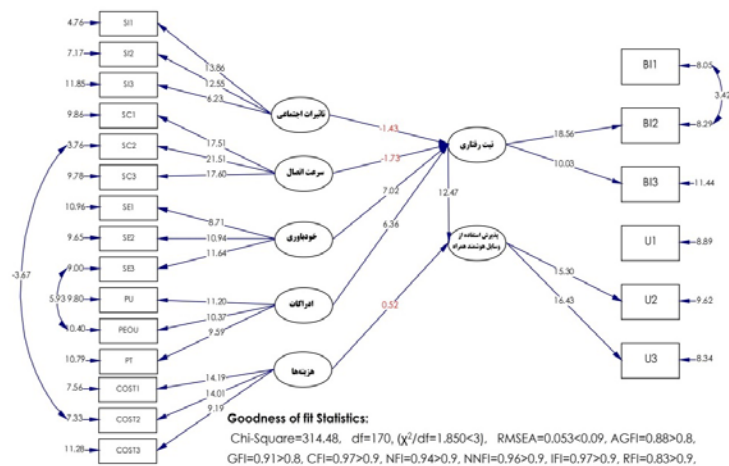 4.76
SI1
7.17
SI2
11.85
SI3
9.86
SC1
3.76
SC2
9.78
SC3
10.96
SE1
9.65
SE2
9.00
SE3
9.80
PU
10.40
PEOU
10.79
PT
7.56
COST1
7.33
COST2
11.28
COST3
-3.67
5.93
13.86
12.55
6.23
17.51
21.51
17.60
8.71
10.94
11.64
11.20
10.37
9.59
14.19
14.01
9.19
تأثیرات اجتماعی
سرعت اتصال
خودباوری
ادراکات
هزینه‌ها
-1.43
-1.73
7.02
6.36
0.52
نیت رفتاری
12.47
پذیرش استفاده از
وسایل هوشمند همراه
18.56
10.03
15.30
16.43
BI1
8.05
3.42
BI2
8.29
BI3
11.44
U1
8.89
U2
9.62
U3
8.34
Goodness of fit Statistics:
Chi-Square=314.48, df=170, (χ²/df=1.850<3), RMSEA=0.053<0.09, AGFI=0.88>0.8,
GFI=0.91>0.8, CFI=0.97>0.9, NFI=0.94>0.9, NNFI=0.96>0.9, IFI=0.97>0.9, RFI=0.83>0.9,